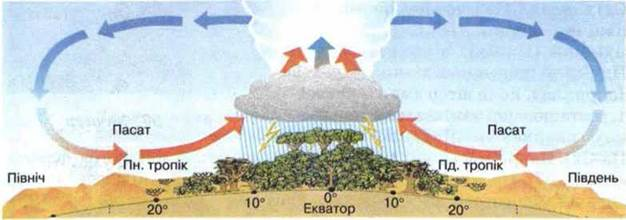 Пасат
Пасат
Пн. тропік
Пд. тропік
Північ
Південь
20°
10°
0°
10°
20°
Екватор